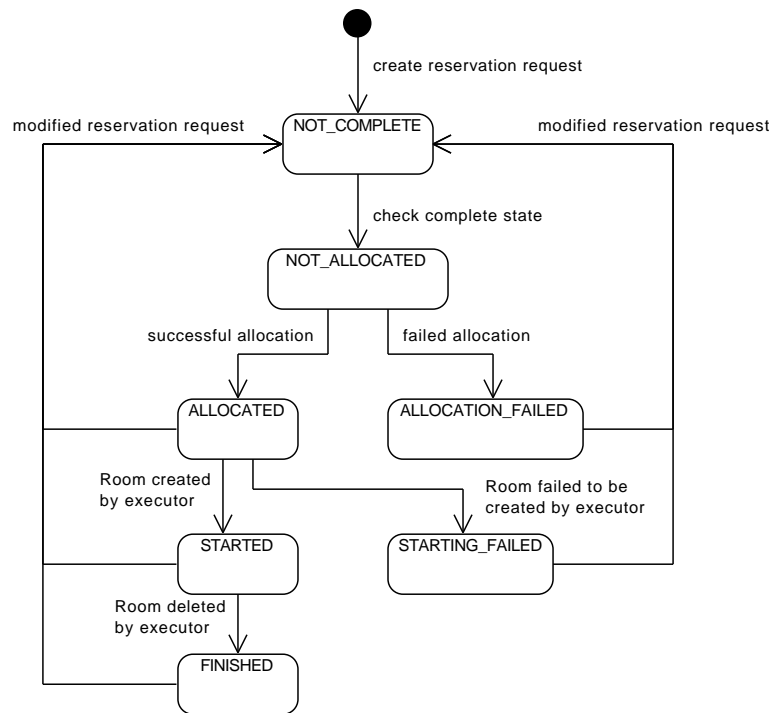 create reservation request
modified reservation request
NOT_COMPLETE
modified reservation request
check complete state
NOT_ALLOCATED
successful allocation
failed allocation
ALLOCATED
ALLOCATION_FAILED
Room created
by executor
Room failed to be
created by executor
STARTED
STARTING_FAILED
Room deleted
by executor
FINISHED